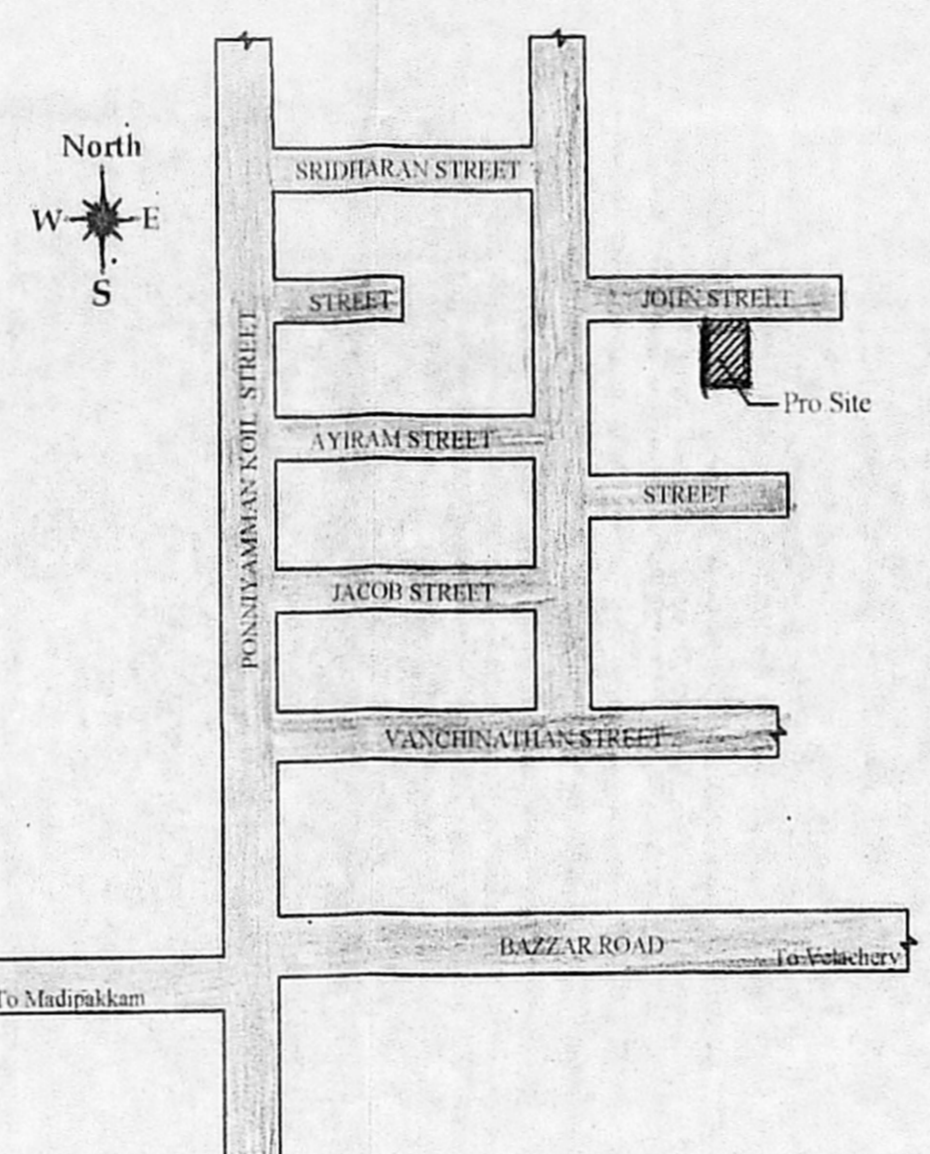 North
W E
S
SRIDHARAN STREET
STREET
JOHN STREET
Pro Site
PONNIYAMMAN KOIL STREET
AYIRAM STREET
STREET
JACOB STREET
VANCHINATHAN STREET
BAZZAR ROAD
To Velachery
To Madipakkam